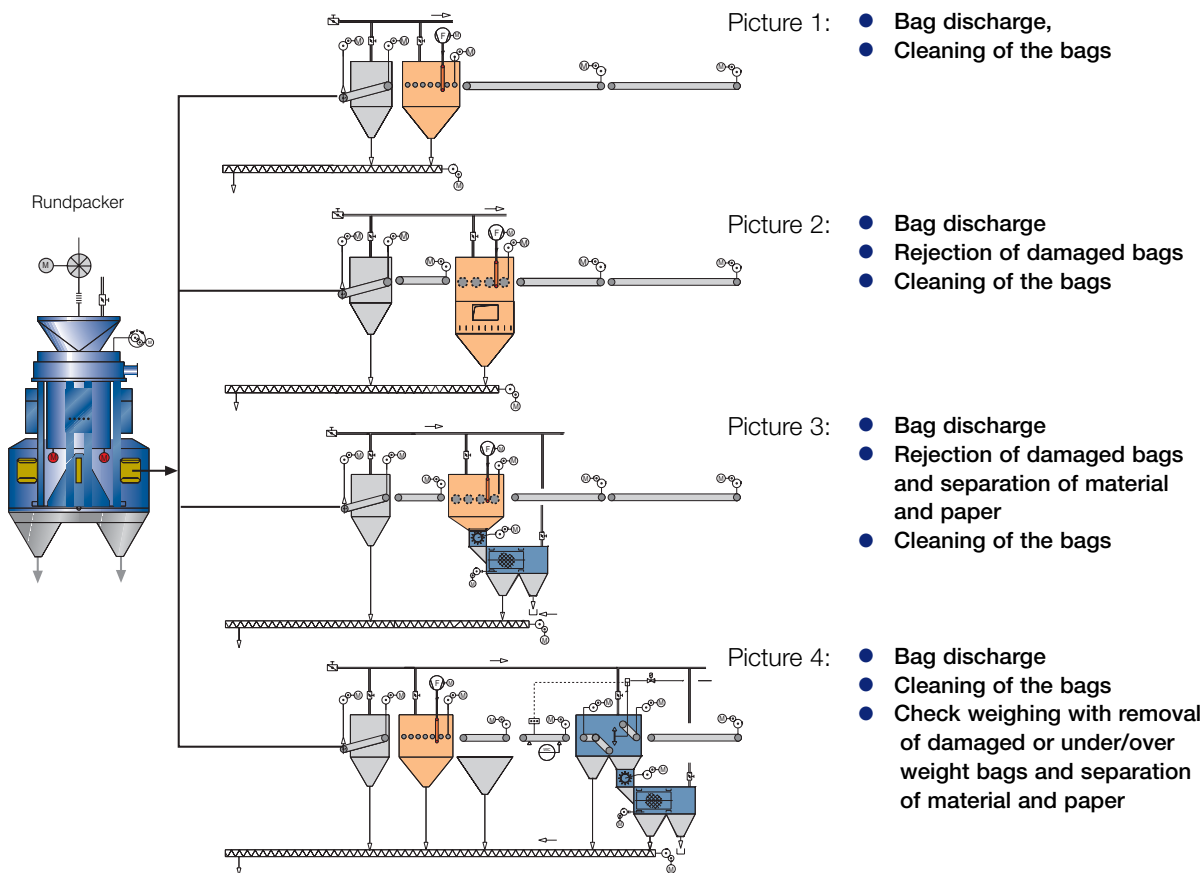 Picture 1:
● Bag discharge,
● Cleaning of the bags
Rundpacker
Picture 2:
● Bag discharge
● Rejection of damaged bags
● Cleaning of the bags
Picture 3:
● Bag discharge
● Rejection of damaged bags
and separation of material
and paper
● Cleaning of the bags
Picture 4:
● Bag discharge
● Cleaning of the bags
● Check weighing with removal
of damaged or under/over
weight bags and separation
of material and paper
M
F